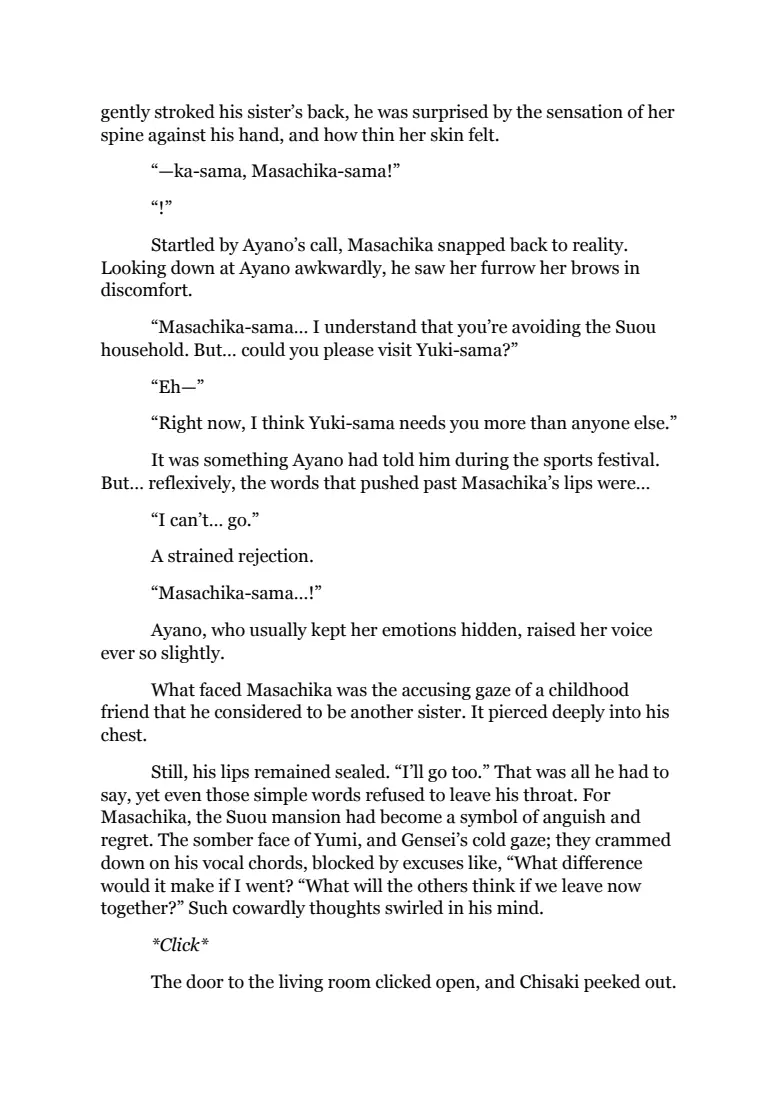 gently stroked his sister’s back, he was surprised by the sensation of her
spine against his hand, and how thin her skin felt.
“—ka-sama, Masachika-sama!”
“!”
Startled by Ayano’s call, Masachika snapped back to reality.
Looking down at Ayano awkwardly, he saw her furrow her brows in
discomfort.
“Masachika-sama… I understand that you’re avoiding the Suou
household. But… could you please visit Yuki-sama?”
“Eh—”
“Right now, I think Yuki-sama needs you more than anyone else.”
It was something Ayano had told him during the sports festival.
But… reflexively, the words that pushed past Masachika’s lips were…
“I can’t… go.”
A strained rejection.
“Masachika-sama…!”
Ayano, who usually kept her emotions hidden, raised her voice
ever so slightly.
What faced Masachika was the accusing gaze of a childhood
friend that he considered to be another sister. It pierced deeply into his
chest.
Still, his lips remained sealed. “I’ll go too.” That was all he had to
say, yet even those simple words refused to leave his throat. For
Masachika, the Suou mansion had become a symbol of anguish and
regret. The somber face of Yumi, and Gensei’s cold gaze; they crammed
down on his vocal chords, blocked by excuses like, “What difference
would it make if I went? “What will the others think if we leave now
together?” Such cowardly thoughts swirled in his mind.
*Click*
The door to the living room clicked open, and Chisaki peeked out.